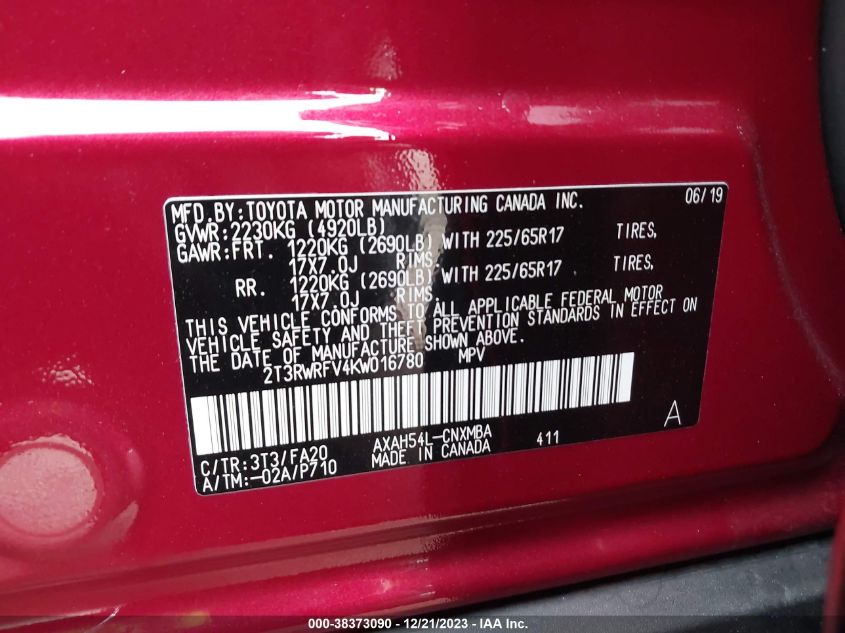 MFD.BY:TOYOTA MOTOR MANUFACTURING CANADA INC. 06/19
GVWR:2230KG (4920LB)
GAWR:FRT. 1220KG (2690LB) WITH 225/65R17 TIRES,
17X7.0J RIMS,
RR. 1220KG (2690LB) WITH 225/65R17 TIRES,
17X7.0J RIMS,
THIS VEHICLE CONFORMS TO ALL APPLICABLE FEDERAL MOTOR
VEHICLE SAFETY AND THEFT PREVENTION STANDARDS IN EFFECT ON
THE DATE OF MANUFACTURE SHOWN ABOVE.
2T3RWRFV4KW016780 MPV
A
C/TR:3T3/FA20 AXAH54L-CNXMBA 411
A/TM:-02A/P710 MADE IN CANADA
000-38373090 - 12/21/2023 - IAA Inc.